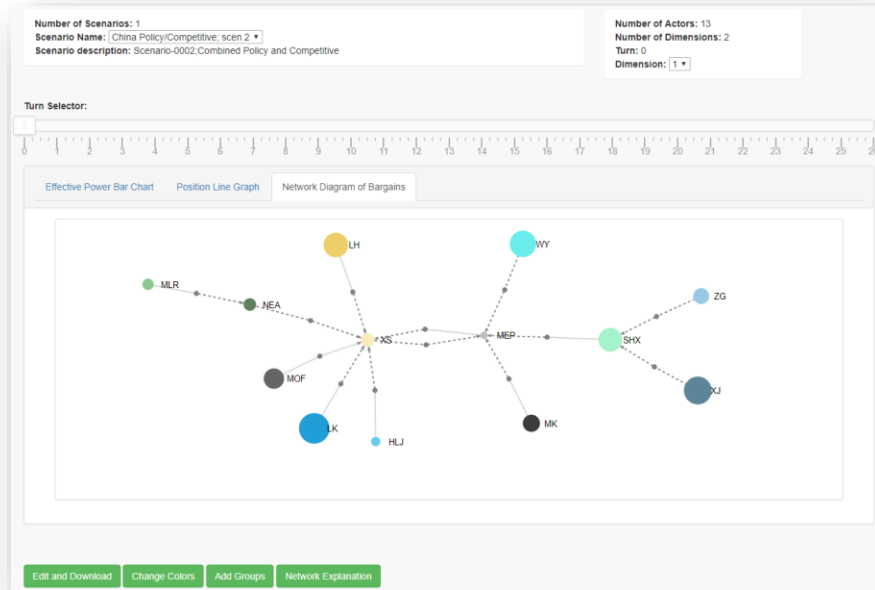 Number of Scenarios: 1
Scenario Name: China Policy/Competitive; scen 2
Scenario description: Scenario-0002;Combined Policy and Competitive
Number of Actors: 13
Number of Dimensions: 2
Turn: 0
Dimension: 1
Turn Selector:
0 1 2 3 4 5 6 7 8 9 10 11 12 13 14 15 16 17 18 19 20 21 22 23 24 25 26
Effective Power Bar Chart Position Line Graph Network Diagram of Bargains
LH WY
MLR ZG
NEA
XS MEP SHX
MOF XJ
LK MK
HLJ
Edit and Download Change Colors Add Groups Network Explanation